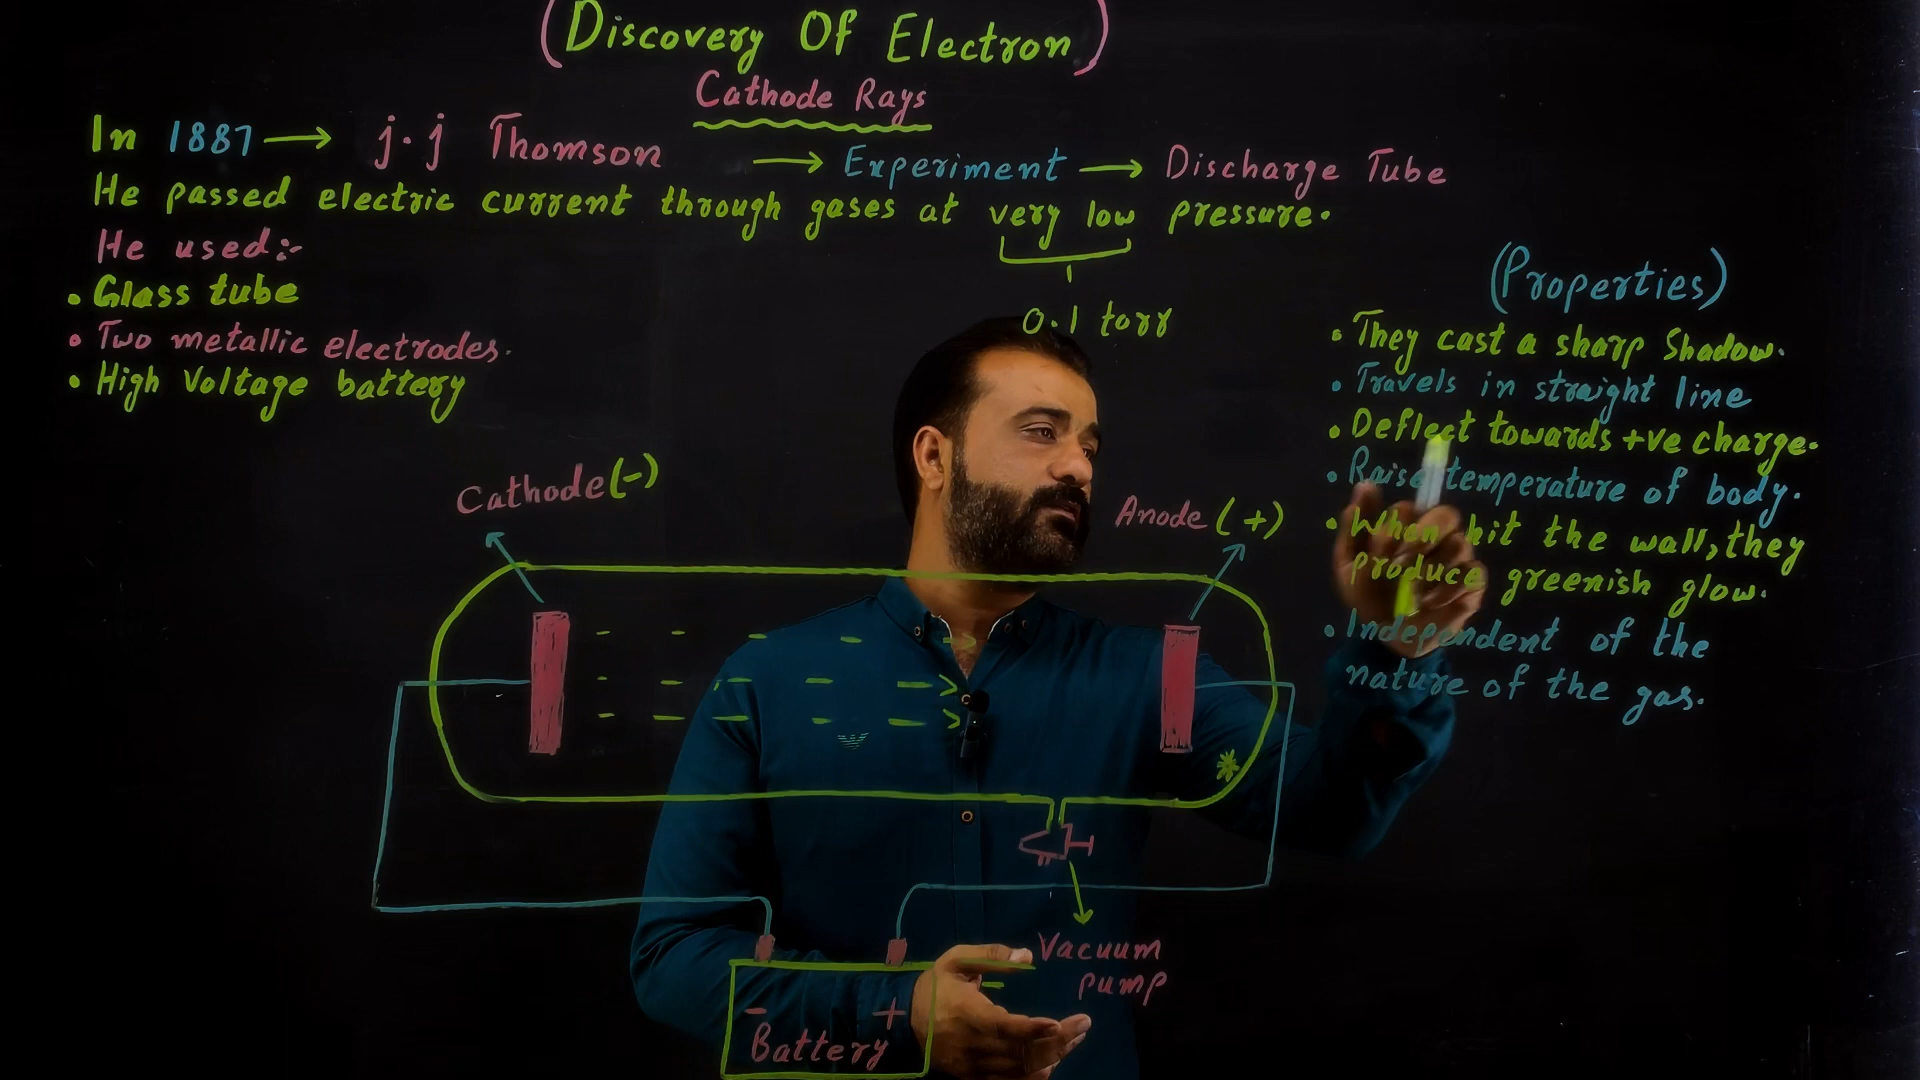 (Discovery Of Electron)
Cathode Rays
In 1887 → j.j Thomson → Experiment → Discharge Tube
He passed electric current through gases at very low pressure.
0.1 torr
He used:-
• Glass tube
• Two metallic electrodes.
• High Voltage battery
(Properties)
• They cast a sharp Shadow.
• Travels in straight line
• Deflect towards +ve charge.
• Raise temperature of body.
• When hit the wall, they
produce greenish glow.
• Independent of the
nature of the gas.
Cathode (-)
Anode (+)
Vacuum
pump
- +
Battery